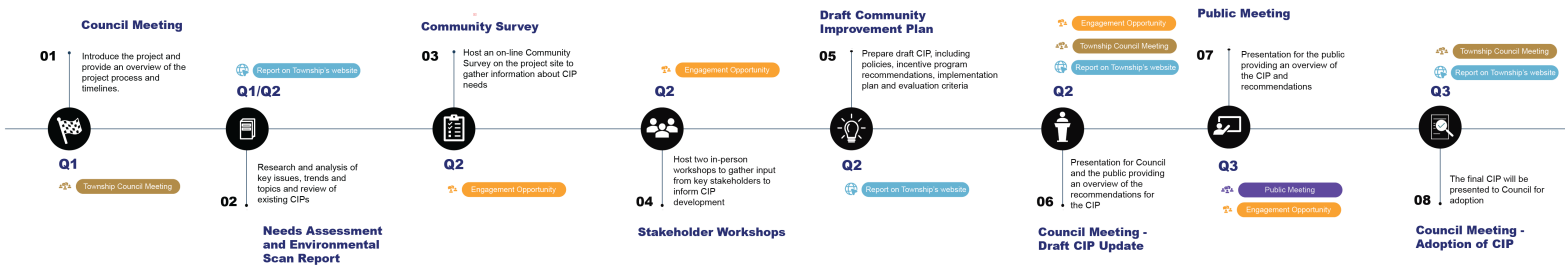 Council Meeting
01
Introduce the project and
provide an overview of the
project process and
timelines.
Q1
Township Council Meeting
Report on Township's website
Q1/Q2
02
Research and analysis of
key issues, trends and
topics and review of
existing CIPs
Needs Assessment
and Environmental
Scan Report
Community Survey
03
Host an on-line Community
Survey on the project site to
gather information about CIP
needs
Q2
Engagement Opportunity
Engagement Opportunity
Q2
04
Host two in-person
workshops to gather input
from key stakeholders to
inform CIP
development
Stakeholder Workshops
Draft Community
Improvement Plan
05
Prepare draft CIP, including
policies, incentive program
recommendations, implementation
plan and evaluation criteria
Q2
Report on Township's website
Engagement Opportunity
Township Council Meeting
Report on Township's website
Q2
06
Presentation for Council
and the public providing
an overview of the
recommendations for
the CIP
Council Meeting -
Draft CIP Update
Public Meeting
07
Presentation for the public
providing an overview of
the CIP and
recommendations
Q3
Public Meeting
Engagement Opportunity
Township Council Meeting
Report on Township's website
Q3
08
The final CIP will be
presented to Council for
adoption
Council Meeting -
Adoption of CIP